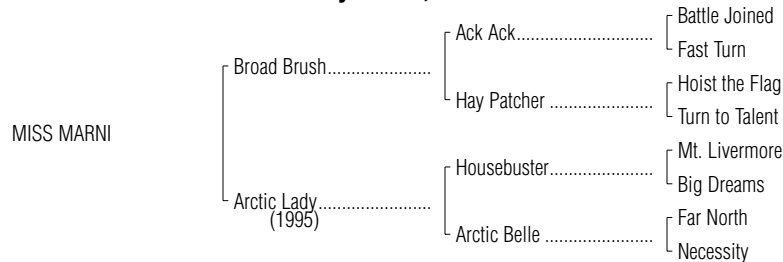 Battle Joined
Ack Ack
Fast Turn
Broad Brush
Hoist the Flag
Hay Patcher
Turn to Talent
MISS MARNI
Mt. Livermore
Housebuster
Big Dreams
Arctic Lady
(1995)
Far North
Arctic Belle
Necessity